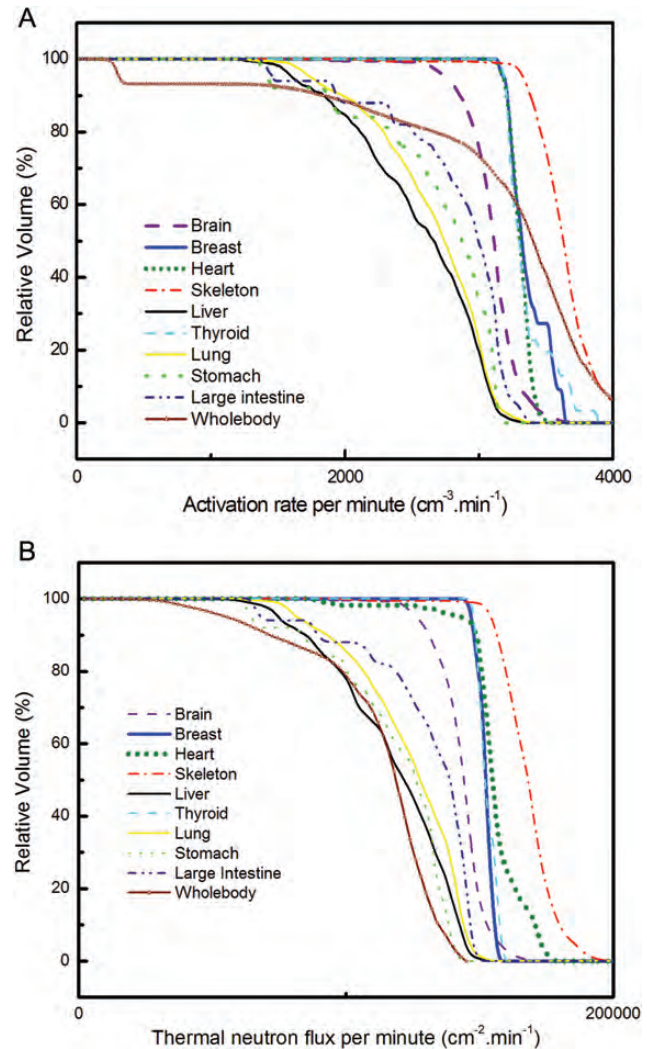 A
100
80
60
40
20
0
Relative Volume (%)
Brain
Breast
Heart
Skeleton
Liver
Thyroid
Lung
Stomach
Large intestine
Wholebody
0 2000 4000
Activation rate per minute (cm⁻³.min⁻¹)
B
100
80
60
40
20
0
Relative Volume (%)
Brain
Breast
Heart
Skeleton
Liver
Thyroid
Lung
Stomach
Large Intestine
Wholebody
0 200000
Thermal neutron flux per minute (cm⁻².min⁻¹)